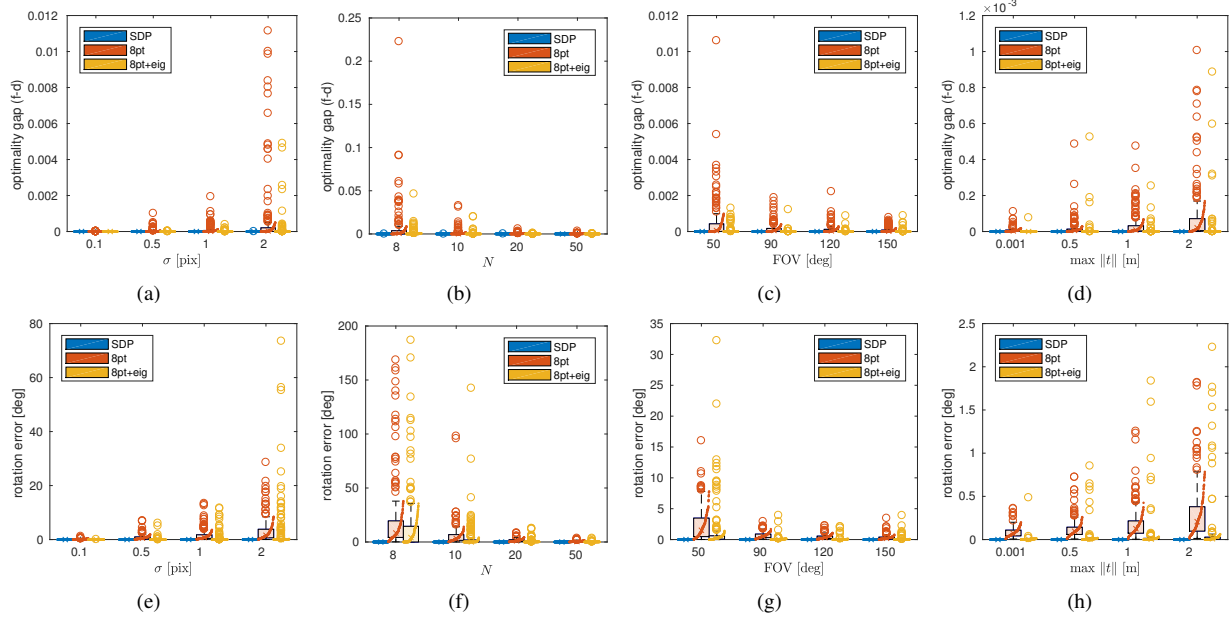 0.012
0.01
0.008
0.006
0.004
0.002
0
optimality gap (f-d)
SDP
8pt
8pt+eig
0.1 0.5 1 2
σ [pix]
(a)
0.25
0.20
0.15
0.10
0.05
0
optimality gap (f-d)
SDP
8pt
8pt+eig
8 10 20 50
N
(b)
0.012
0.01
0.008
0.006
0.004
0.002
0
optimality gap (f-d)
SDP
8pt
8pt+eig
50 90 120 150
FOV [deg]
(c)
×10⁻³
1.2
1.0
0.8
0.6
0.4
0.2
0
optimality gap (f-d)
SDP
8pt
8pt+eig
0.001 0.5 1 2
max ‖t‖ [m]
(d)
80
60
40
20
0
rotation error [deg]
SDP
8pt
8pt+eig
0.1 0.5 1 2
σ [pix]
(e)
200
150
100
50
0
rotation error [deg]
SDP
8pt
8pt+eig
8 10 20 50
N
(f)
35
30
25
20
15
10
5
0
rotation error [deg]
SDP
8pt
8pt+eig
50 90 120 150
FOV [deg]
(g)
2.5
2
1.5
1
0.5
0
rotation error [deg]
SDP
8pt
8pt+eig
0.001 0.5 1 2
max ‖t‖ [m]
(h)